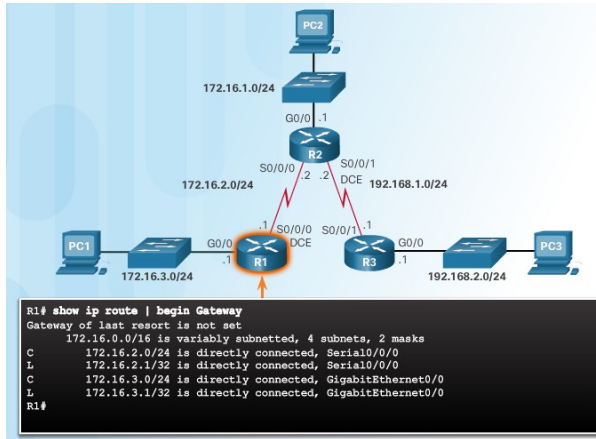 PC2
172.16.1.0/24
G0/0 .1
R2
S0/0/0 .2 .2 S0/0/1
DCE
172.16.2.0/24 192.168.1.0/24
.1 S0/0/0 S0/0/1 .1
DCE
PC1 G0/0 .1 R1 R3 G0/0 .1 PC3
172.16.3.0/24 192.168.2.0/24
R1# show ip route | begin Gateway
Gateway of last resort is not set
172.16.0.0/16 is variably subnetted, 4 subnets, 2 masks
C 172.16.2.0/24 is directly connected, Serial0/0/0
L 172.16.2.1/32 is directly connected, Serial0/0/0
C 172.16.3.0/24 is directly connected, GigabitEthernet0/0
L 172.16.3.1/32 is directly connected, GigabitEthernet0/0
R1#